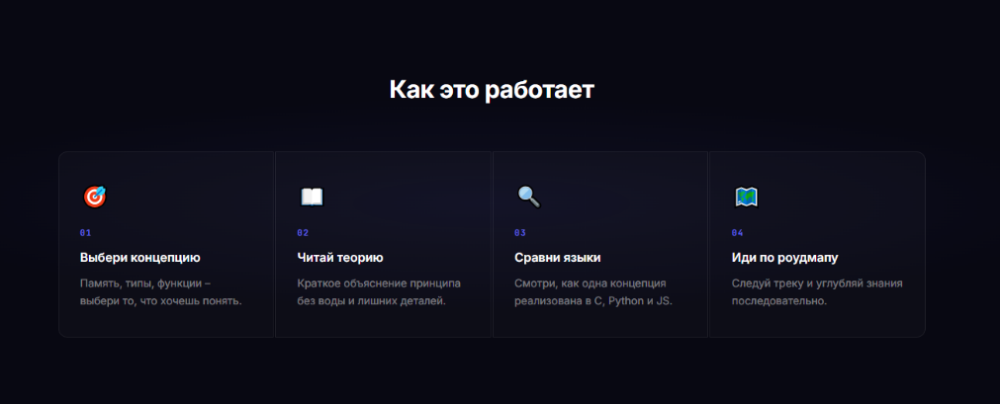 Как это работает
01
Выбери концепцию
Память, типы, функции –
выбери то, что хочешь понять.
02
Читай теорию
Краткое объяснение принципа
без воды и лишних деталей.
03
Сравни языки
Смотри, как одна концепция
реализована в C, Python и JS.
04
Иди по роудмапу
Следуй треку и углубляй знания
последовательно.